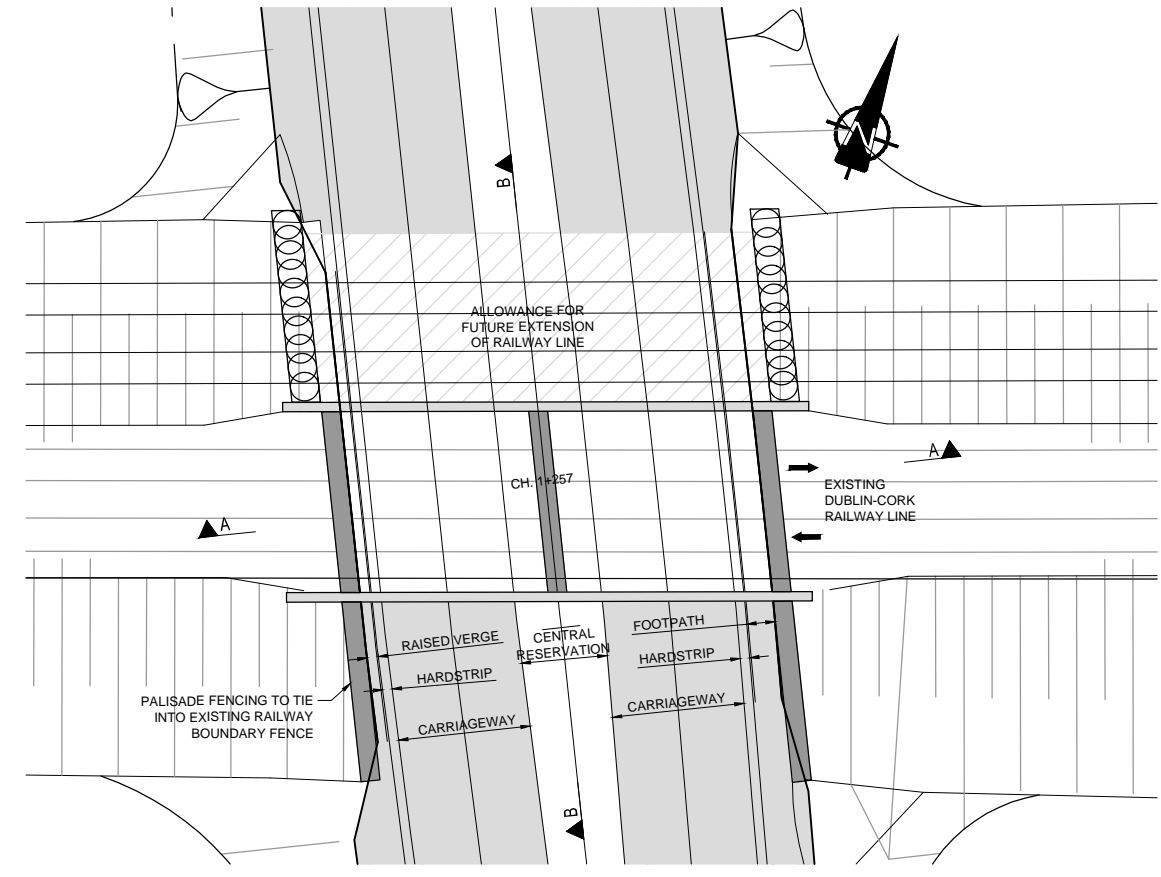 N
B
ALLOWANCE FOR
FUTURE EXTENSION
OF RAILWAY LINE
A
CH. 1+257
EXISTING
DUBLIN-CORK
RAILWAY LINE
A
RAISED VERGE
CENTRAL
RESERVATION
FOOTPATH
HARDSTRIP
HARDSTRIP
PALISADE FENCING TO TIE
INTO EXISTING RAILWAY
BOUNDARY FENCE
CARRIAGEWAY
CARRIAGEWAY
B